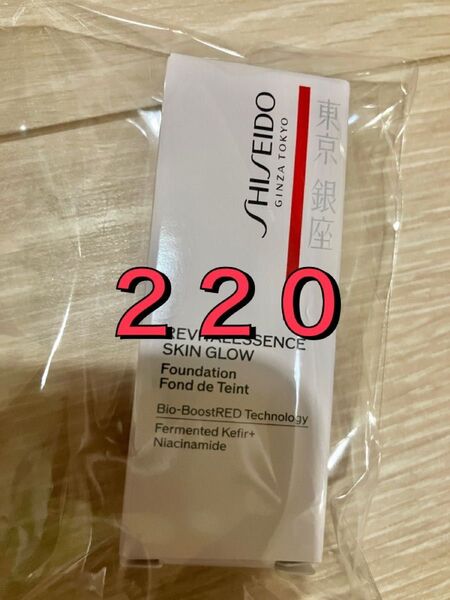 SHISEIDO
GINZA TOKYO
東京 銀座
220
REVITALESSENCE
SKIN GLOW
Foundation
Fond de Teint
Bio-BoostRED Technology
Fermented Kefir+
Niacinamide